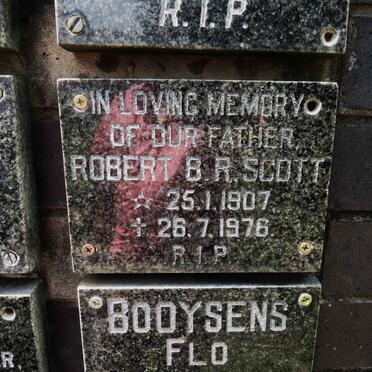 R.I.P.
IN LOVING MEMORY
OF OUR FATHER
ROBERT B.R. SCOTT
☆ 25.1.1907.
✝ 26.7.1976.
R.I.P.
BOOYSENS
FLO
R.